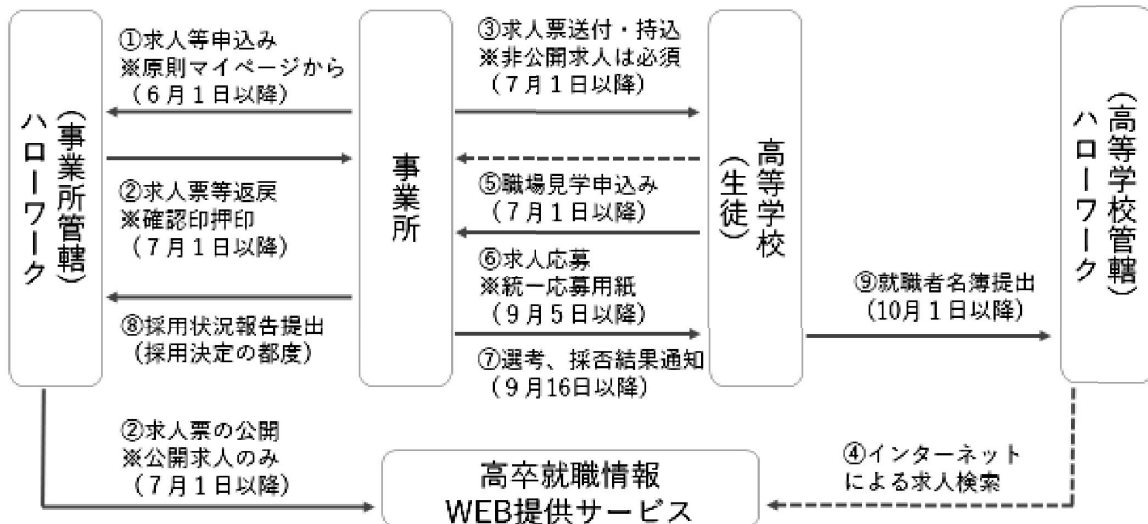 ハローワーク
（事業所管轄）
①求人等申込み
※原則マイページから
（６月１日以降）
②求人票等返戻
※確認印押印
（７月１日以降）
⑧採用状況報告提出
（採用決定の都度）
事業所
③求人票送付・持込
※非公開求人は必須
（７月１日以降）
⑤職場見学申込み
（７月１日以降）
⑥求人応募
※統一応募用紙
（９月５日以降）
⑦選考、採否結果通知
（９月16日以降）
高等学校
（生徒）
⑨就職者名簿提出
（10月１日以降）
ハローワーク
（高等学校管轄）
②求人票の公開
※公開求人のみ
（７月１日以降）
高卒就職情報
WEB提供サービス
④インターネット
による求人検索